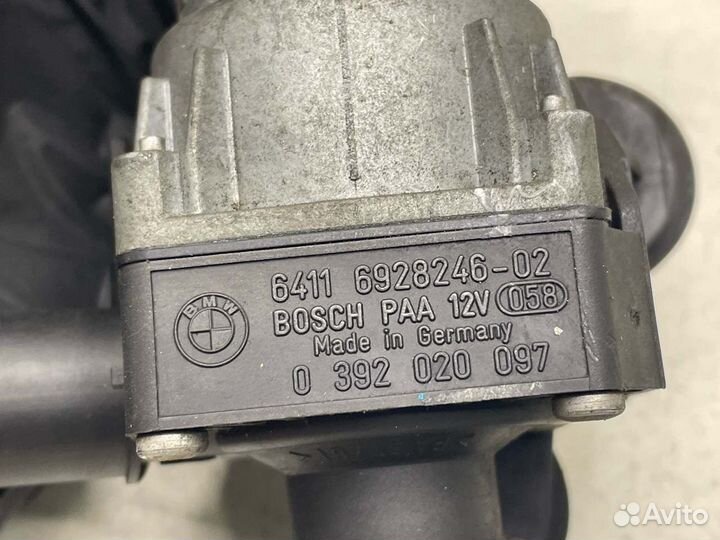 BMW
6411 6928246-02
BOSCH PAA 12V 058
Made in Germany
0 392 020 097
Avito